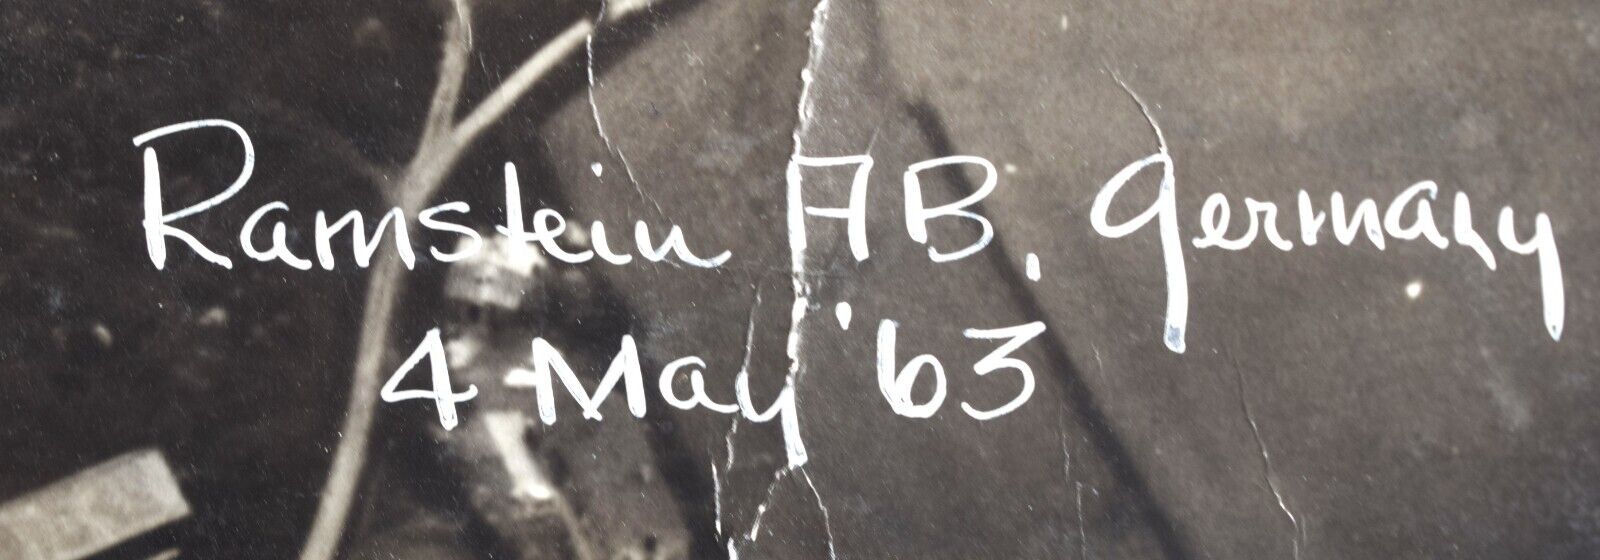 Ramstein AB, Germany
4 May '63